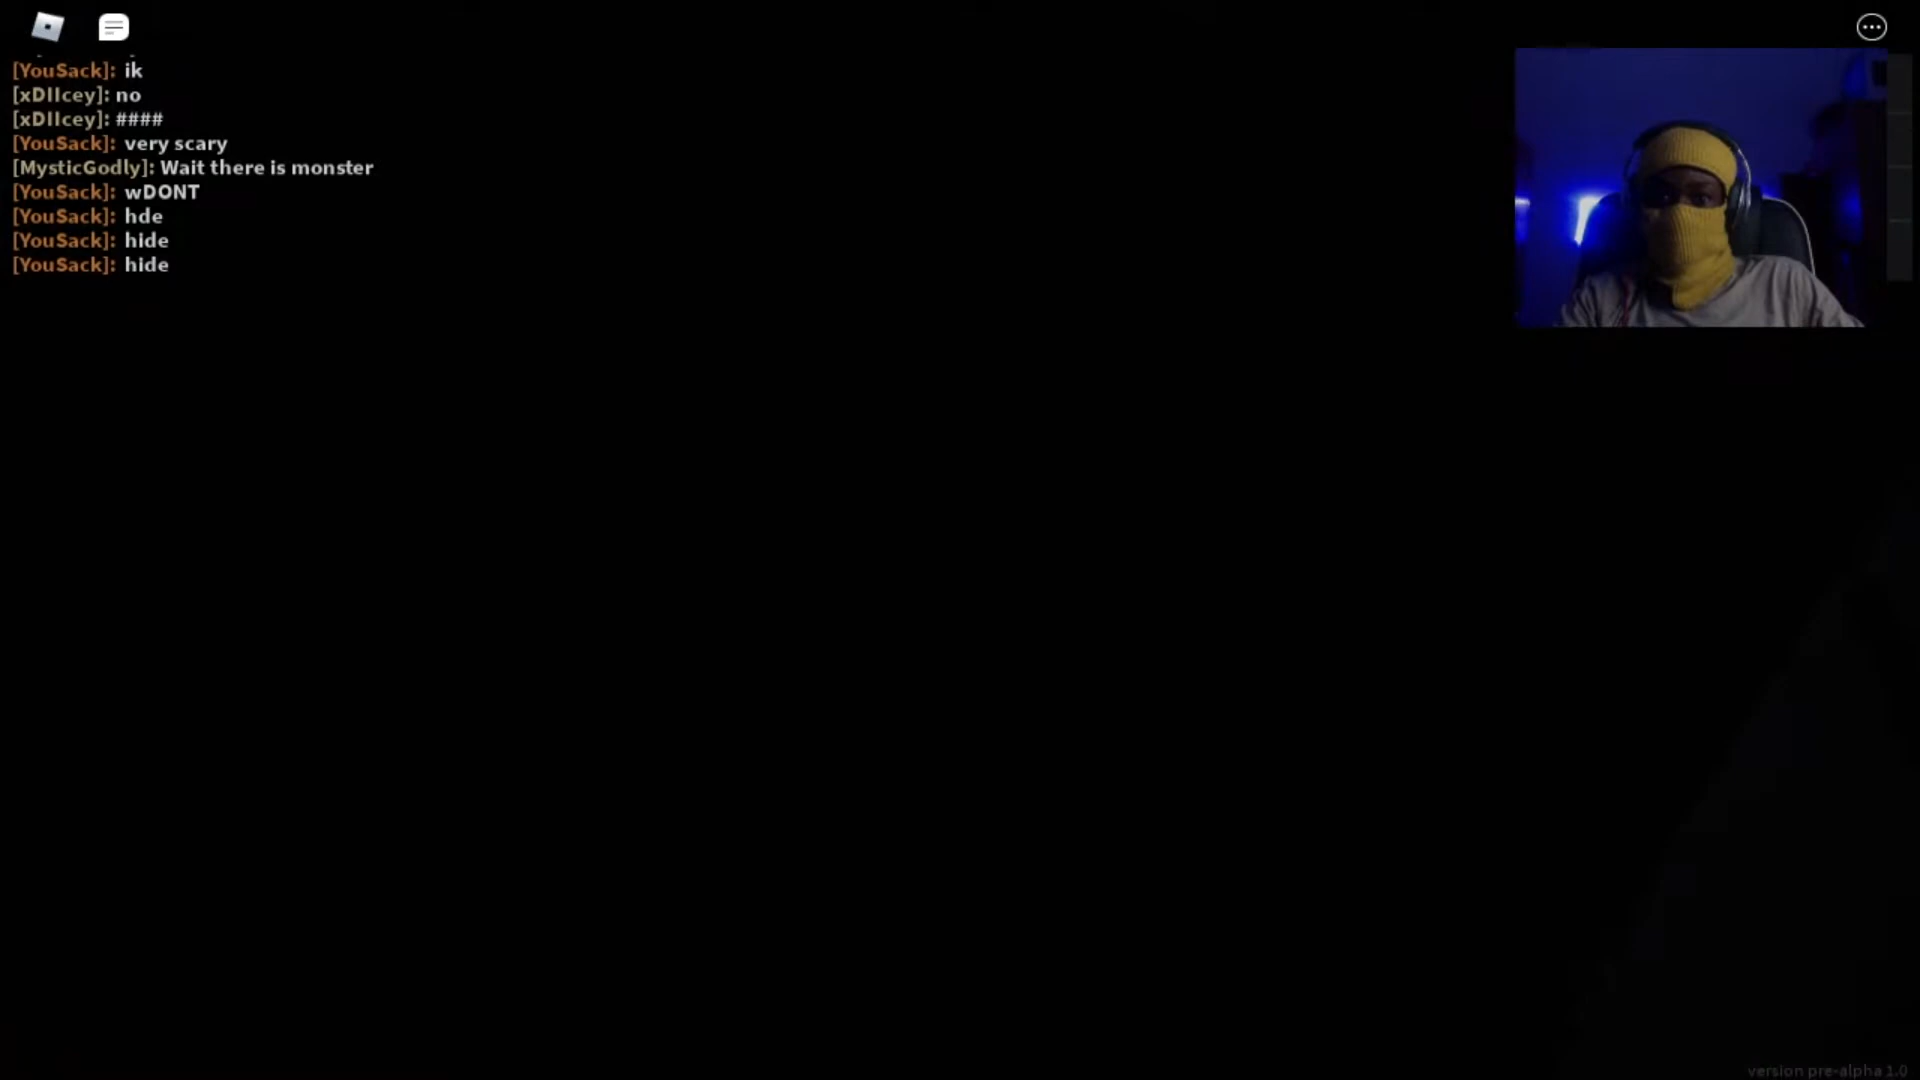 [YouSack]: ik
[xDIIcey]: no
[xDIIcey]: ####
[YouSack]: very scary
[MysticGodly]: Wait there is monster
[YouSack]: wDONT
[YouSack]: hde
[YouSack]: hide
[YouSack]: hide
version pre-alpha 1.0